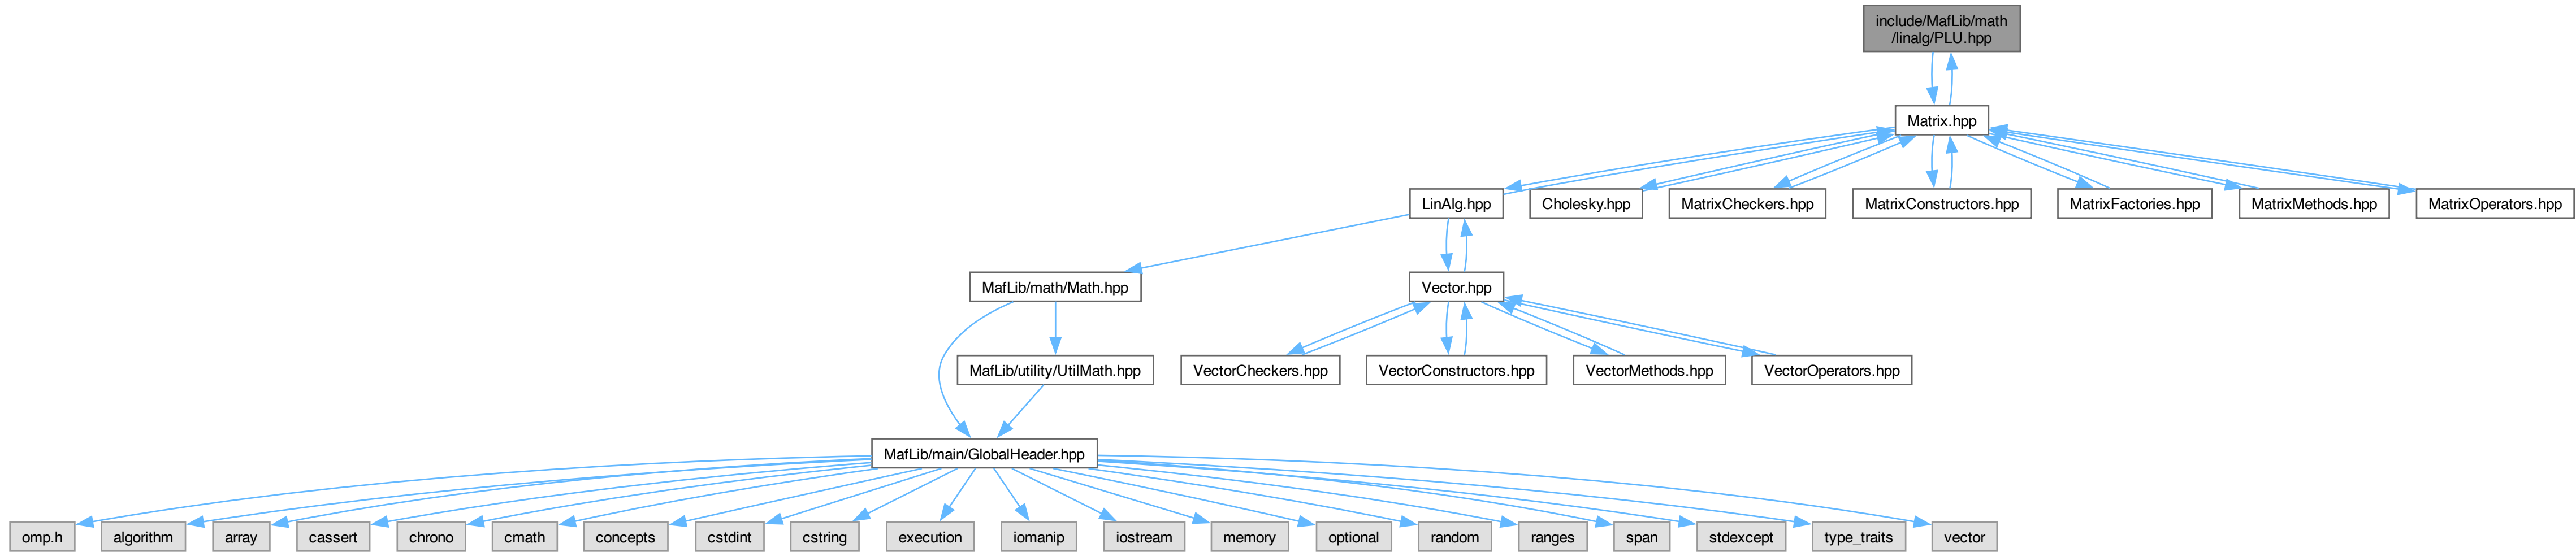 include/MafLib/math
/linalg/PLU.hpp
Matrix.hpp
LinAlg.hpp
Cholesky.hpp
MatrixCheckers.hpp
MatrixConstructors.hpp
MatrixFactories.hpp
MatrixMethods.hpp
MatrixOperators.hpp
MafLib/math/Math.hpp
Vector.hpp
MafLib/utility/UtilMath.hpp
VectorCheckers.hpp
VectorConstructors.hpp
VectorMethods.hpp
VectorOperators.hpp
MafLib/main/GlobalHeader.hpp
omp.h
algorithm
array
cassert
chrono
cmath
concepts
cstdint
cstring
execution
iomanip
iostream
memory
optional
random
ranges
span
stdexcept
type_traits
vector